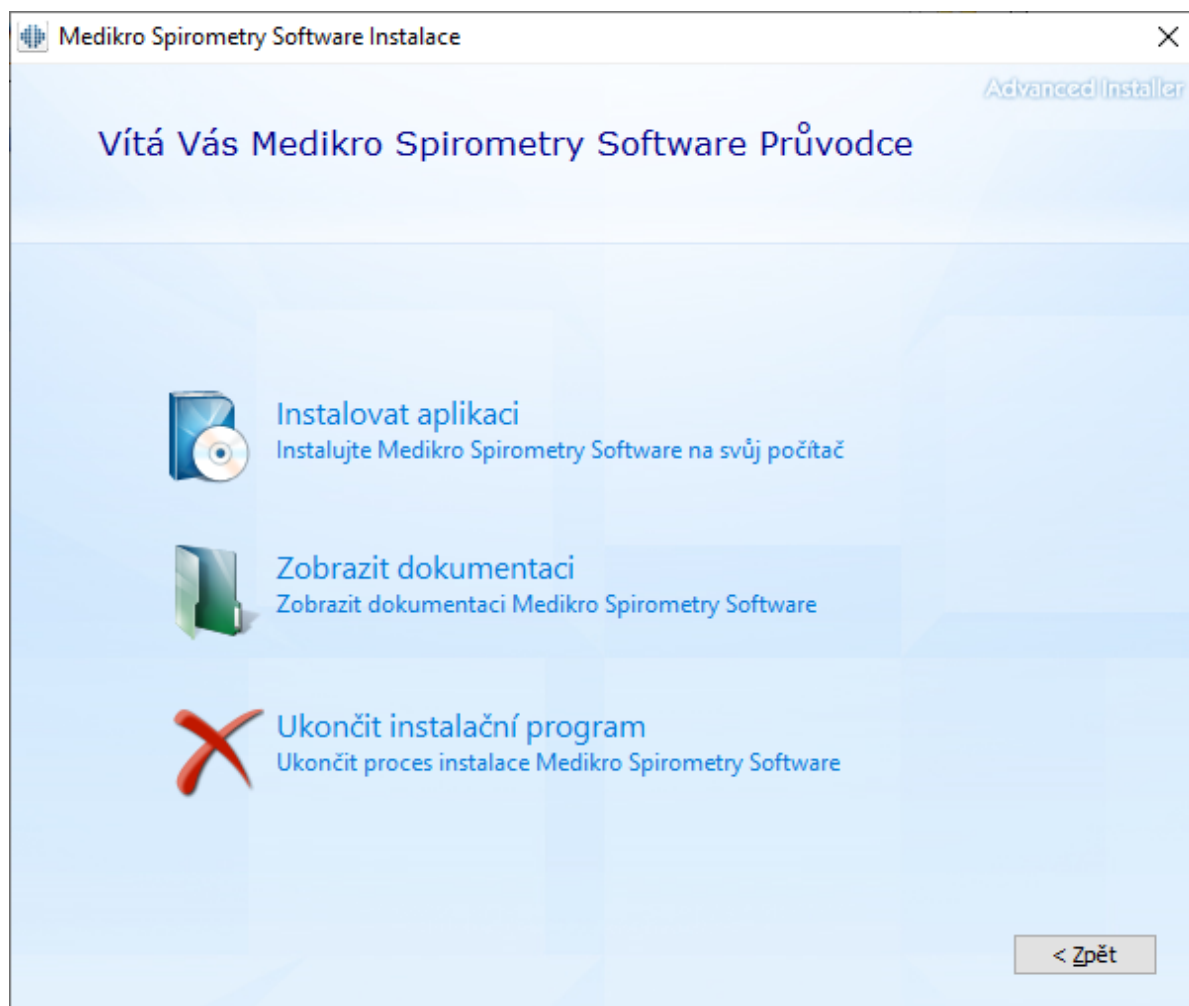 Medikro Spirometry Software Instalace
Advanced Installer
Vítá Vás Medikro Spirometry Software Průvodce
Instalovat aplikaci
Instalujte Medikro Spirometry Software na svůj počítač
Zobrazit dokumentaci
Zobrazit dokumentaci Medikro Spirometry Software
Ukončit instalační program
Ukončit proces instalace Medikro Spirometry Software
< Zpět